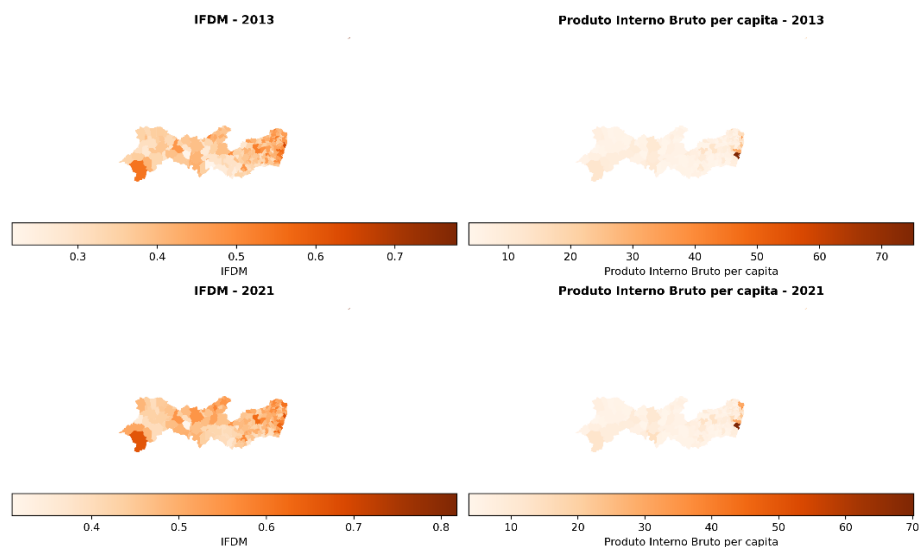 IFDM - 2013
Produto Interno Bruto per capita - 2013
0.3 0.4 0.5 0.6 0.7
IFDM
10 20 30 40 50 60 70
Produto Interno Bruto per capita
IFDM - 2021
Produto Interno Bruto per capita - 2021
0.4 0.5 0.6 0.7 0.8
IFDM
10 20 30 40 50 60 70
Produto Interno Bruto per capita